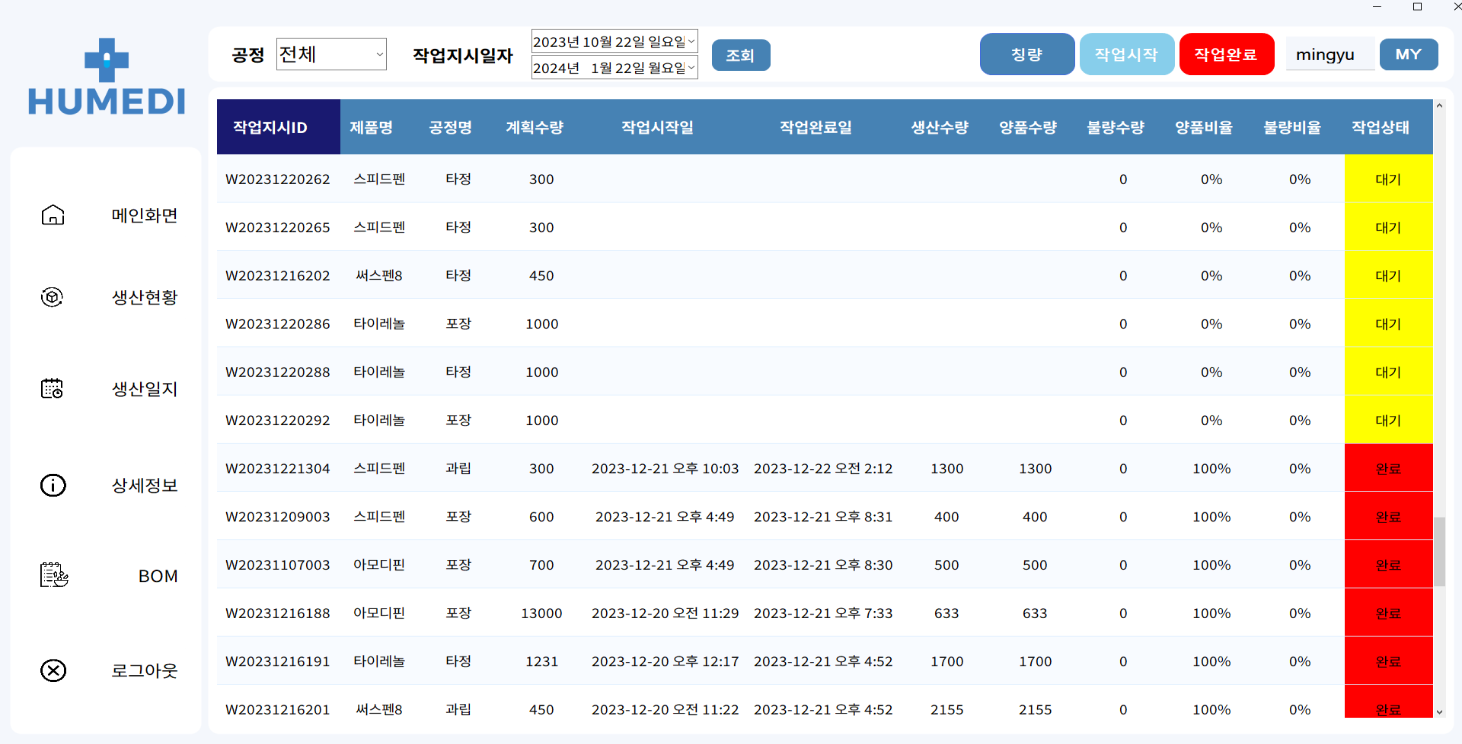 HUMEDI
메인화면
생산현황
생산일지
상세정보
BOM
로그아웃
공정 전체 작업지시일자 2023년 10월 22일 일요일
2024년 1월 22일 월요일
조회 칭량 작업시작 작업완료 mingyu MY
작업지시ID 제품명 공정명 계획수량 작업시작일 작업완료일 생산수량 양품수량 불량수량 양품비율 불량비율 작업상태
W20231220262 스피드펜 타정 300 0 0% 0% 대기
W20231220265 스피드펜 타정 300 0 0% 0% 대기
W20231216202 써스펜8 타정 450 0 0% 0% 대기
W20231220286 타이레놀 포장 1000 0 0% 0% 대기
W20231220288 타이레놀 타정 1000 0 0% 0% 대기
W20231220292 타이레놀 포장 1000 0 0% 0% 대기
W20231221304 스피드펜 과립 300 2023-12-21 오후 10:03 2023-12-22 오전 2:12 1300 1300 0 100% 0% 완료
W20231209003 스피드펜 포장 600 2023-12-21 오후 4:49 2023-12-21 오후 8:31 400 400 0 100% 0% 완료
W20231107003 아모디핀 포장 700 2023-12-21 오후 4:49 2023-12-21 오후 8:30 500 500 0 100% 0% 완료
W20231216188 아모디핀 포장 13000 2023-12-20 오전 11:29 2023-12-21 오후 7:33 633 633 0 100% 0% 완료
W20231216191 타이레놀 타정 1231 2023-12-20 오후 12:17 2023-12-21 오후 4:52 1700 1700 0 100% 0% 완료
W20231216201 써스펜8 과립 450 2023-12-20 오전 11:22 2023-12-21 오후 4:52 2155 2155 0 100% 0% 완료